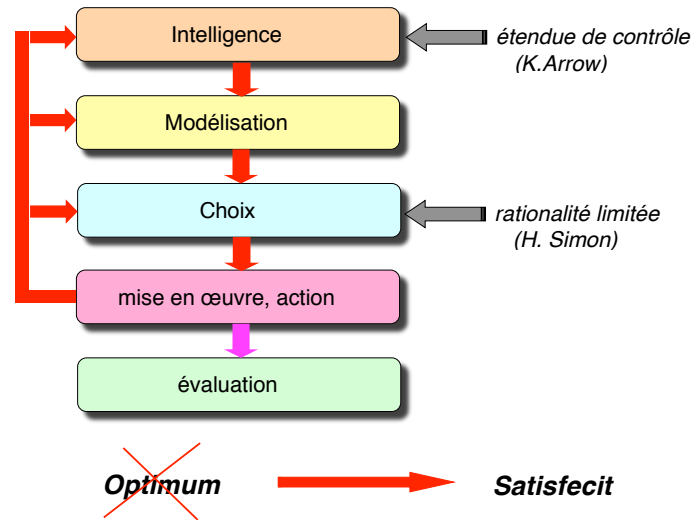 Intelligence
étendue de contrôle
(K.Arrow)
Modélisation
Choix
rationalité limitée
(H. Simon)
mise en œuvre, action
évaluation
Optimum
Satisfecit